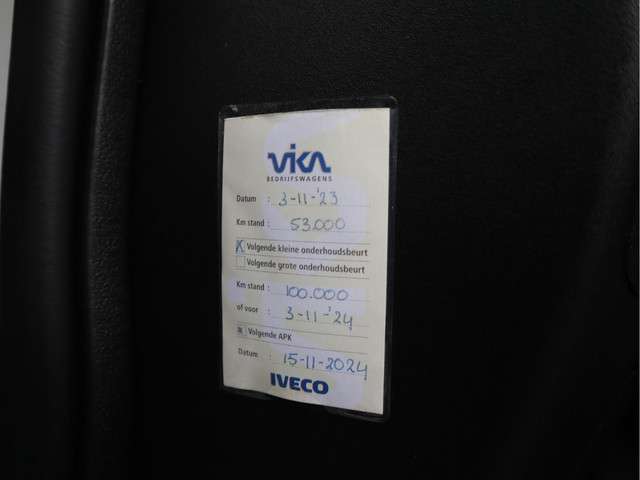 VIKA
BEDRIJFSWAGENS
Datum : 3-11-'23
Km stand : 53.000
X Volgende kleine onderhoudsbeurt
Volgende grote onderhoudsbeurt
Km stand : 100.000
of voor : 3-11-'24
Volgende APK
Datum : 15-11-2024
IVECO